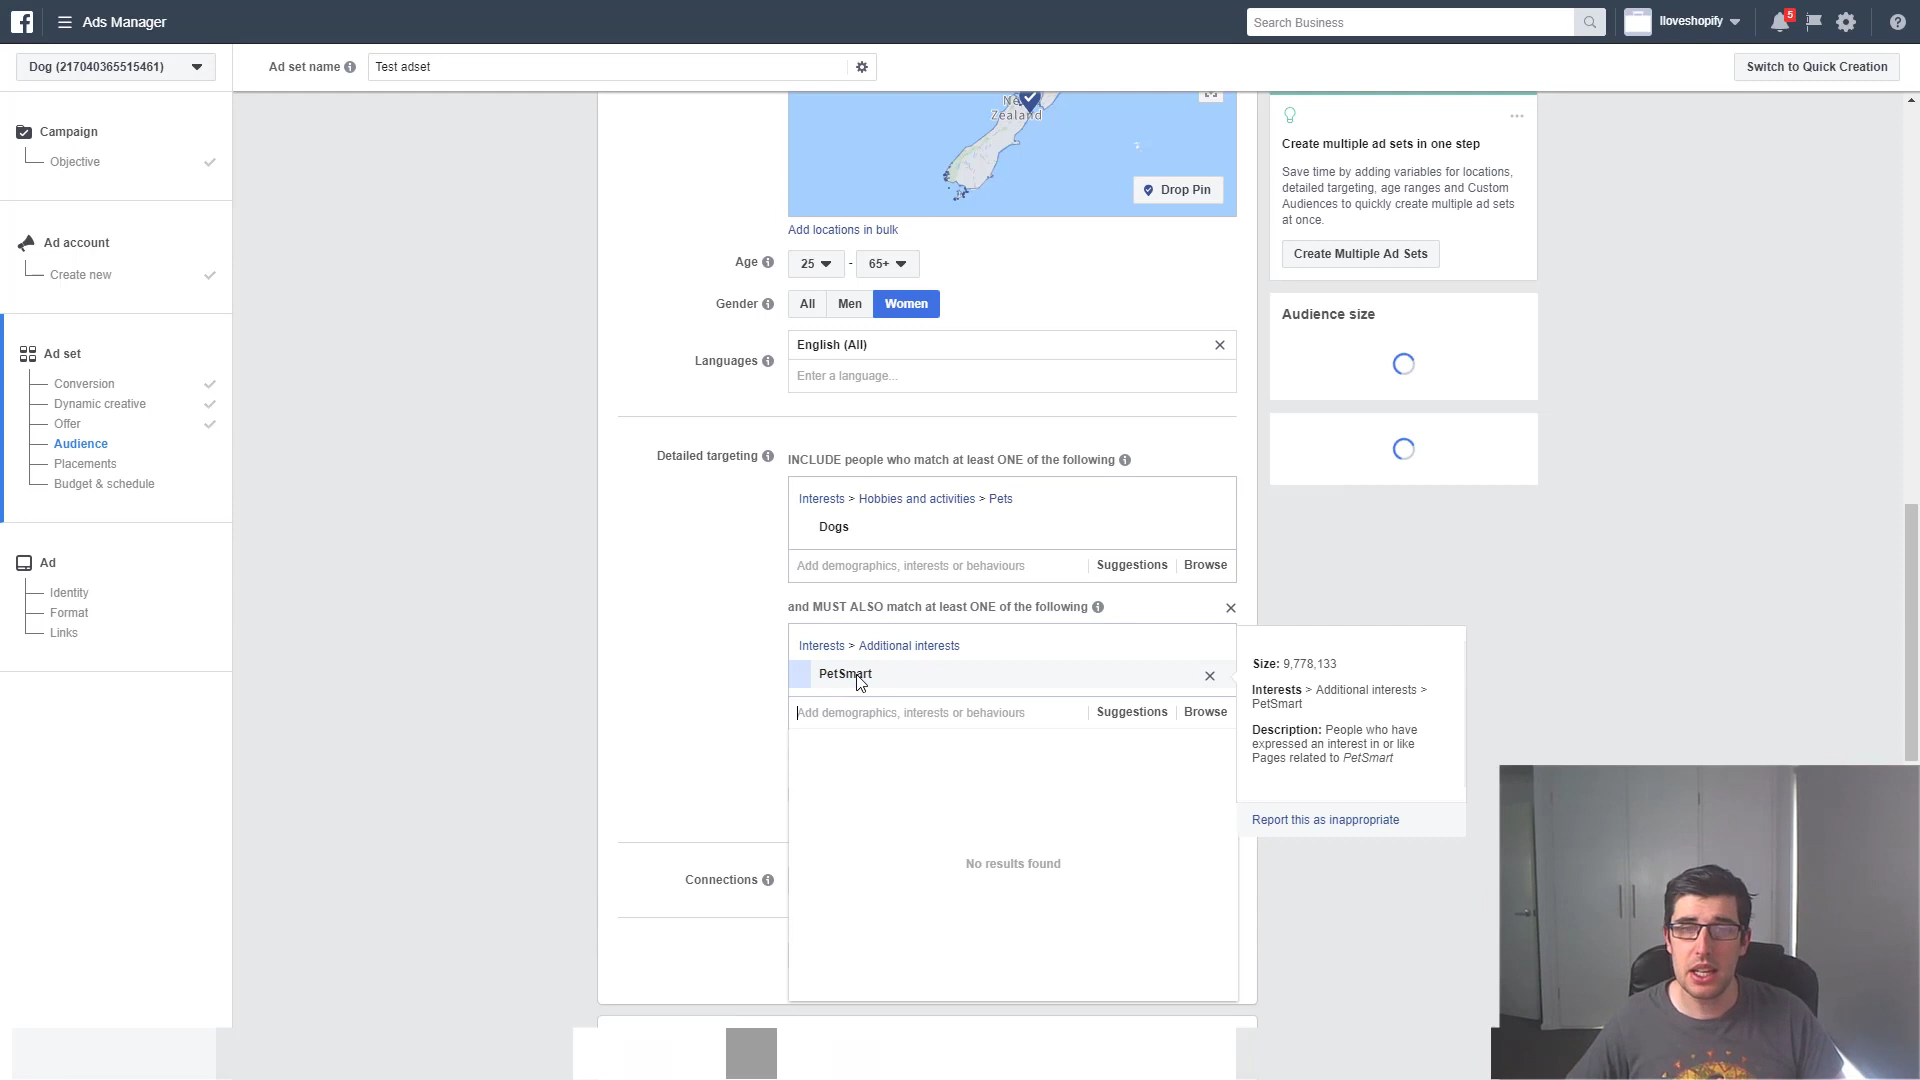 Ads Manager
Search Business
Iloveshopify
5
Dog (217040365515461)
Ad set name
Test adset
Switch to Quick Creation
Campaign
Objective
Ad account
Create new
Ad set
Conversion
Dynamic creative
Offer
Audience
Placements
Budget & schedule
Ad
Identity
Format
Links
Zealand
Drop Pin
Add locations in bulk
Age
25
-
65+
Gender
All
Men
Women
Languages
English (All)
Enter a language...
Detailed targeting
INCLUDE people who match at least ONE of the following
Interests > Hobbies and activities > Pets
Dogs
Add demographics, interests or behaviours
Suggestions
Browse
and MUST ALSO match at least ONE of the following
Interests > Additional interests
PetSmart
Add demographics, interests or behaviours
Suggestions
Browse
No results found
Connections
Create multiple ad sets in one step
Save time by adding variables for locations,
detailed targeting, age ranges and Custom
Audiences to quickly create multiple ad sets
at once.
Create Multiple Ad Sets
Audience size
Size: 9,778,133
Interests > Additional interests >
PetSmart
Description: People who have
expressed an interest in or like
Pages related to PetSmart
Report this as inappropriate